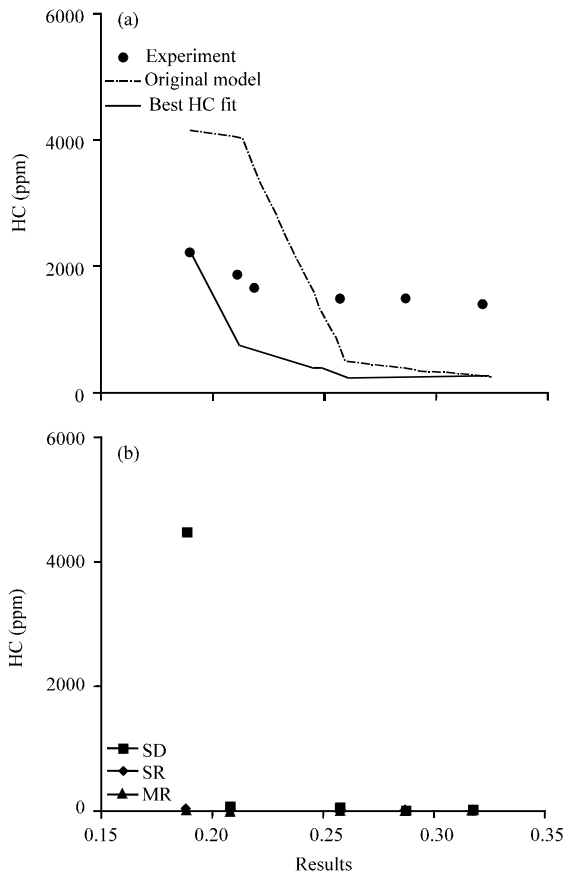 6000
(a)
Experiment
Original model
Best HC fit
4000
HC (ppm)
2000
0
6000
(b)
4000
HC (ppm)
2000
SD
SR
MR
0
0.15 0.20 0.25 0.30 0.35
Results